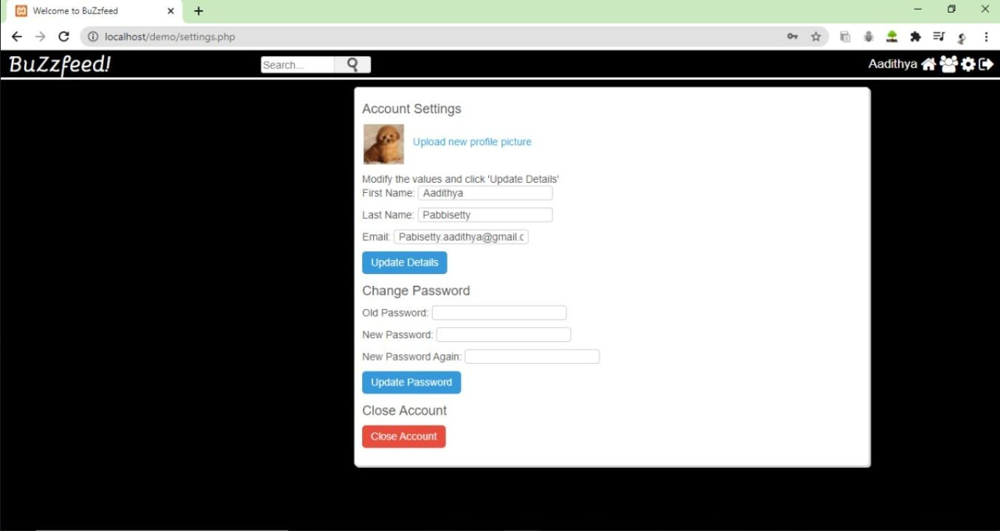 Welcome to BuZzfeed
localhost/demo/settings.php
BuZzfeed!
Search...
Aadithya
Account Settings
Upload new profile picture
Modify the values and click 'Update Details'
First Name: Aadithya
Last Name: Pabbisetty
Email: Pabisetty.aadithya@gmail.c
Update Details
Change Password
Old Password:
New Password:
New Password Again:
Update Password
Close Account
Close Account